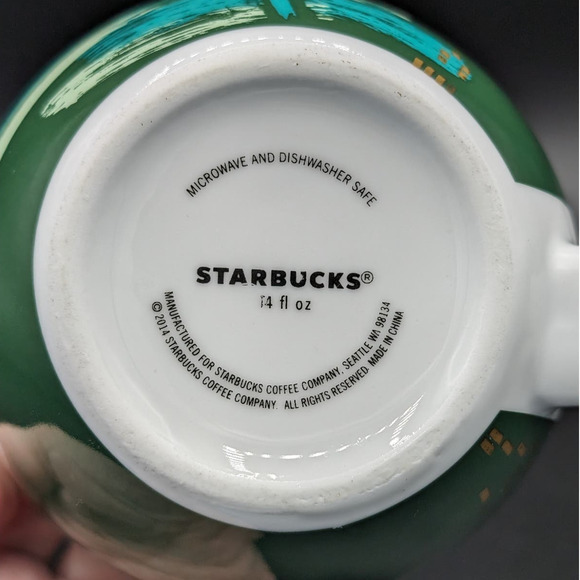 MICROWAVE AND DISHWASHER SAFE
STARBUCKS®
14 fl oz
MANUFACTURED FOR STARBUCKS COFFEE COMPANY, SEATTLE WA 98134
© 2014 STARBUCKS COFFEE COMPANY. ALL RIGHTS RESERVED. MADE IN CHINA